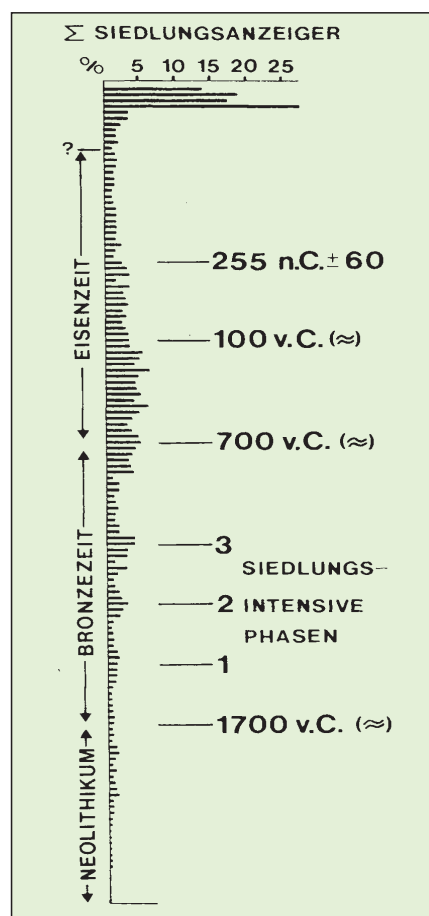 Σ SIEDLUNGSANZEIGER
% 5 10 15 20 25
?
255 n.C. ± 60
EISENZEIT
100 v.C. (≈)
700 v.C. (≈)
BRONZEZEIT
3
SIEDLUNGS-
2 INTENSIVE
PHASEN
1
1700 v.C. (≈)
NEOLITHIKUM